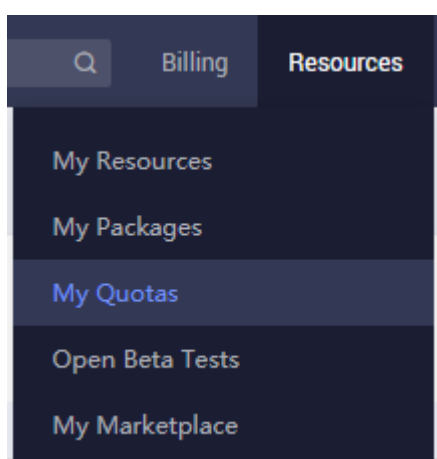 Billing Resources
My Resources
My Packages
My Quotas
Open Beta Tests
My Marketplace